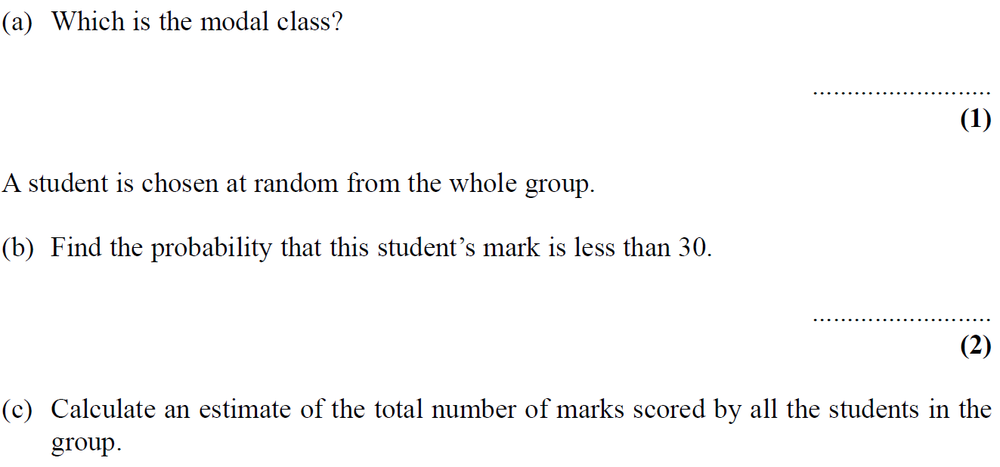 (a) Which is the modal class?
..........................
(1)
A student is chosen at random from the whole group.
(b) Find the probability that this student’s mark is less than 30.
..........................
(2)
(c) Calculate an estimate of the total number of marks scored by all the students in the
group.